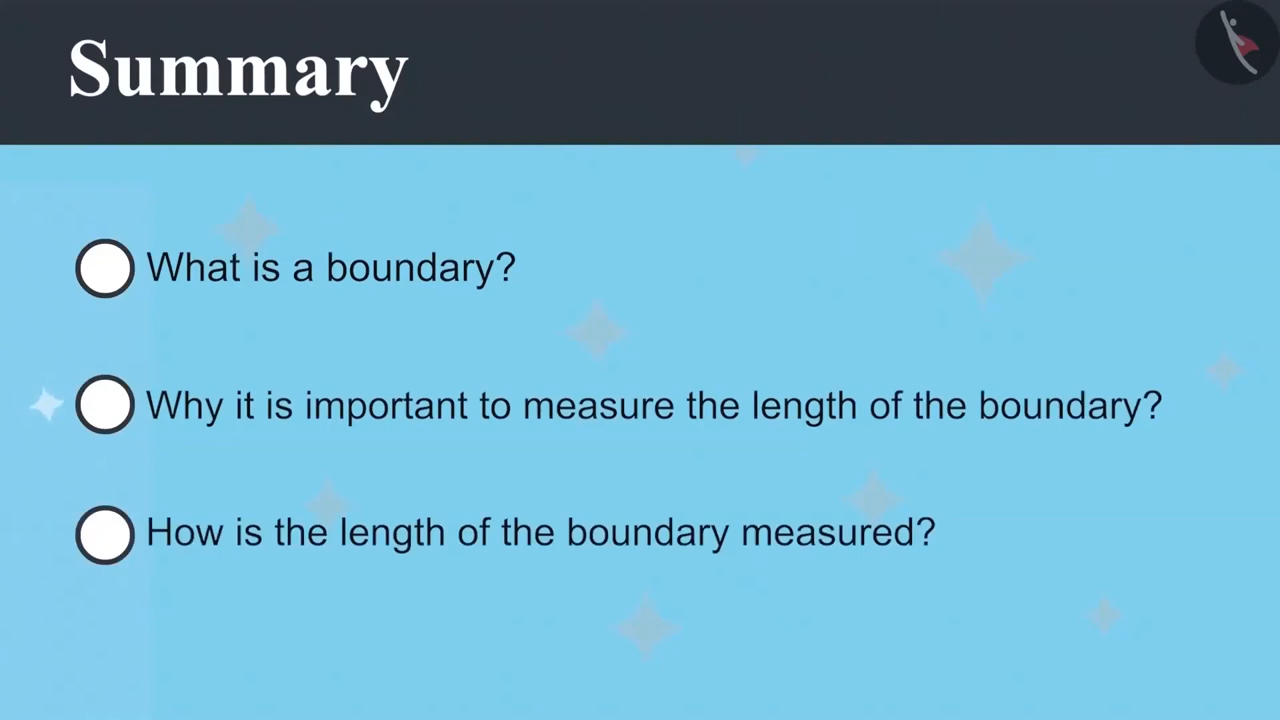 Summary
What is a boundary?
Why it is important to measure the length of the boundary?
How is the length of the boundary measured?